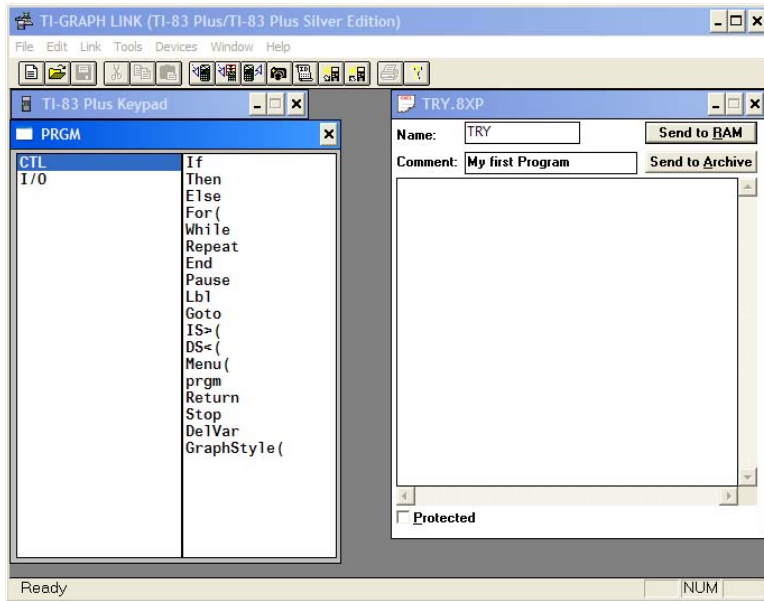 TI-GRAPH LINK (TI-83 Plus/TI-83 Plus Silver Edition)
File Edit Link Tools Devices Window Help
TI-83 Plus Keypad
PRGM
CTL
I/O
If
Then
Else
For(
While
Repeat
End
Pause
Lbl
Goto
IS>(
DS<(
Menu(
prgm
Return
Stop
DelVar
GraphStyle(
TRY.8XP
Name: TRY Send to RAM
Comment: My first Program Send to Archive
Protected
Ready NUM